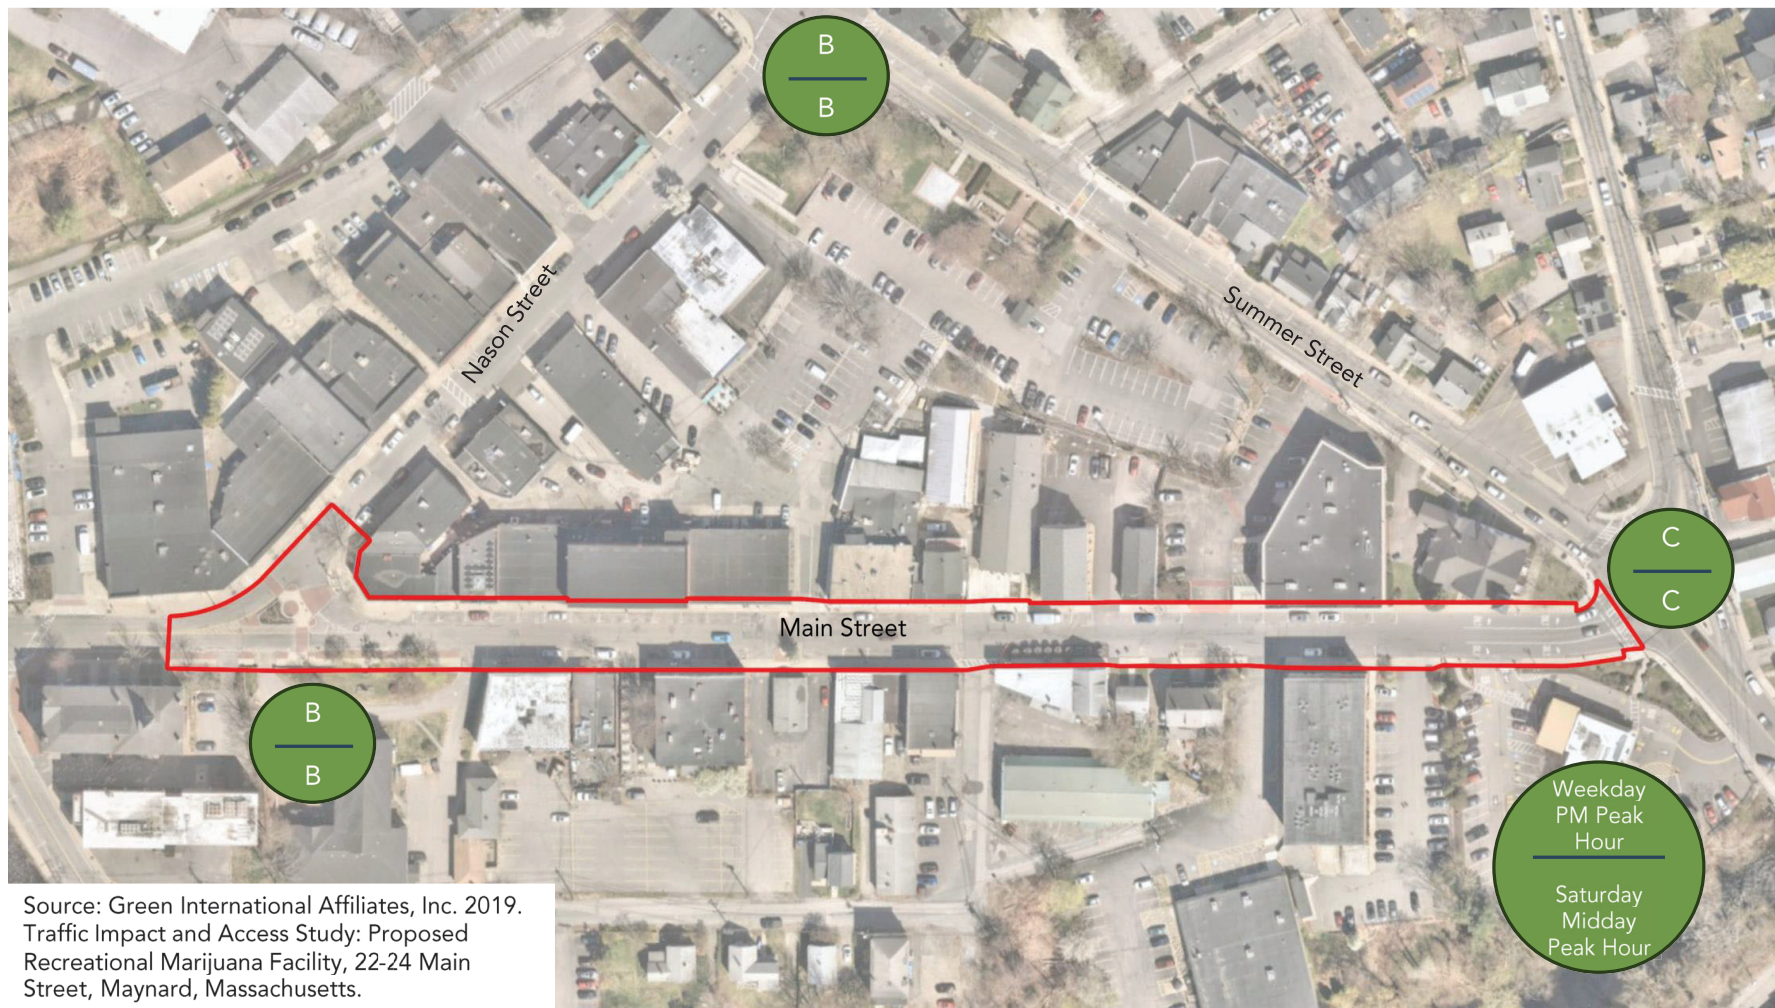 B
B
Nason Street
Summer Street
C
C
Main Street
B
B
Weekday
PM Peak
Hour
Saturday
Midday
Peak Hour
Source: Green International Affiliates, Inc. 2019.
Traffic Impact and Access Study: Proposed
Recreational Marijuana Facility, 22-24 Main
Street, Maynard, Massachusetts.